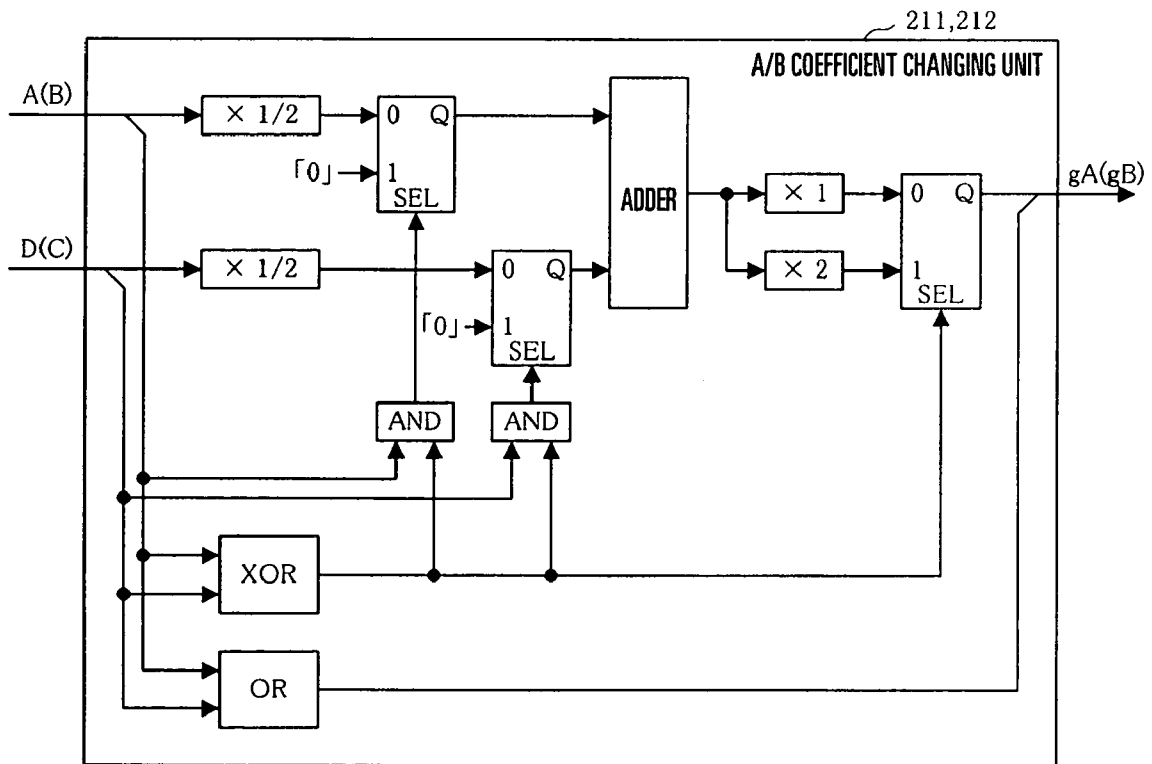 211,212
A/B COEFFICIENT CHANGING UNIT
A(B)
× 1/2
0 Q
「0」
1
SEL
ADDER
× 1
0 Q
gA(gB)
D(C)
× 1/2
0 Q
× 2
1
SEL
「0」
1
SEL
AND
AND
XOR
OR